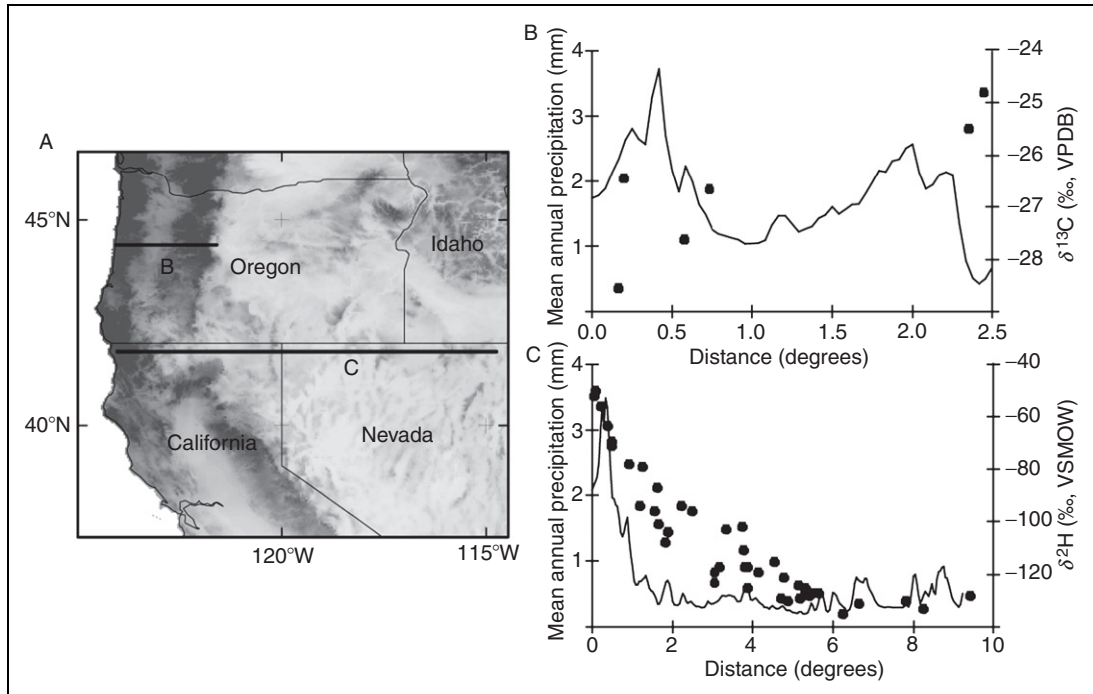 A
45°N
40°N
120°W
115°W
B
Oregon
Idaho
C
California
Nevada
B
Mean annual precipitation (mm)
4
3
2
1
0.0
0.5
1.0
1.5
2.0
2.5
Distance (degrees)
−24
−25
−26
−27
−28
δ¹³C (‰, VPDB)
C
Mean annual precipitation (mm)
4
3
2
1
0
2
4
6
8
10
Distance (degrees)
−40
−60
−80
−100
−120
δ²H (‰, VSMOW)